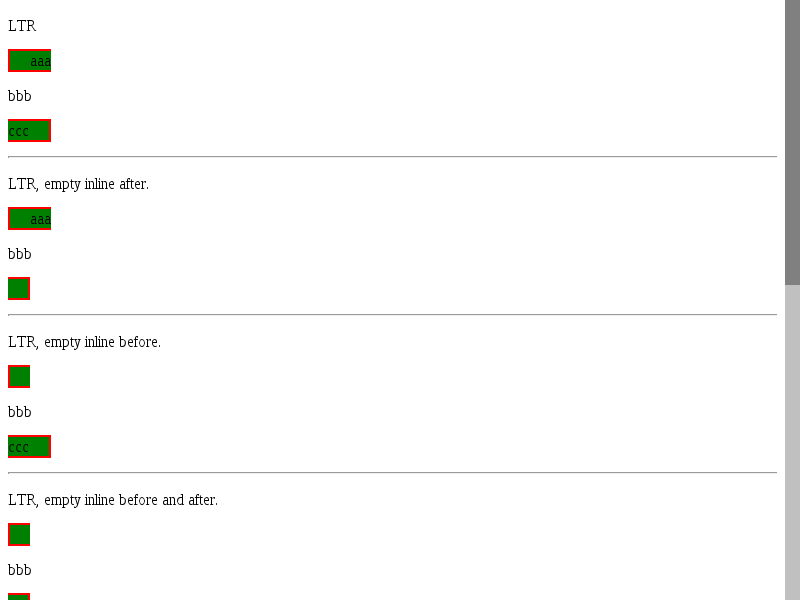 LTR
aaa
bbb
ccc
LTR, empty inline after.
aaa
bbb
LTR, empty inline before.
bbb
ccc
LTR, empty inline before and after.
bbb